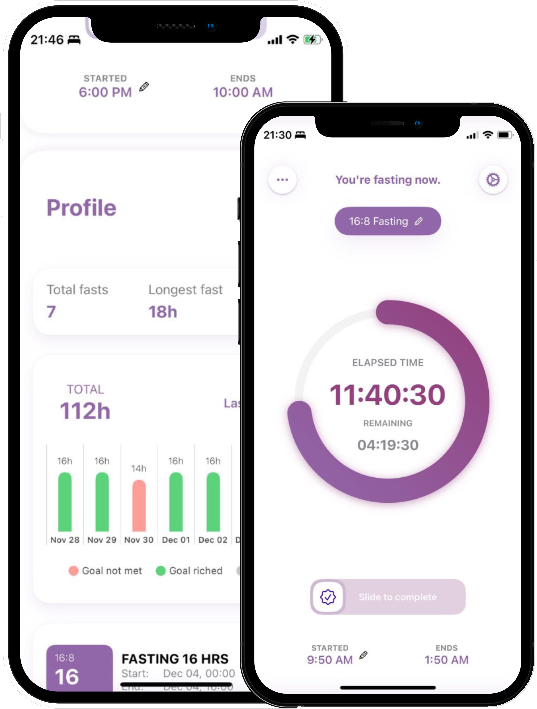 21:46
STARTED
6:00 PM
ENDS
10:00 AM
Profile
Total fasts
7
Longest fast
18h
TOTAL
112h
Las
16h
16h
14h
16h
16h
Nov 28
Nov 29
Nov 30
Dec 01
Dec 02
D
Goal not met
Goal riched
16:8
16
FASTING 16 HRS
Start: Dec 04, 00:00
End: Dec 04, 16:00
21:30
You're fasting now.
16:8 Fasting
ELAPSED TIME
11:40:30
REMAINING
04:19:30
Slide to complete
STARTED
9:50 AM
ENDS
1:50 AM